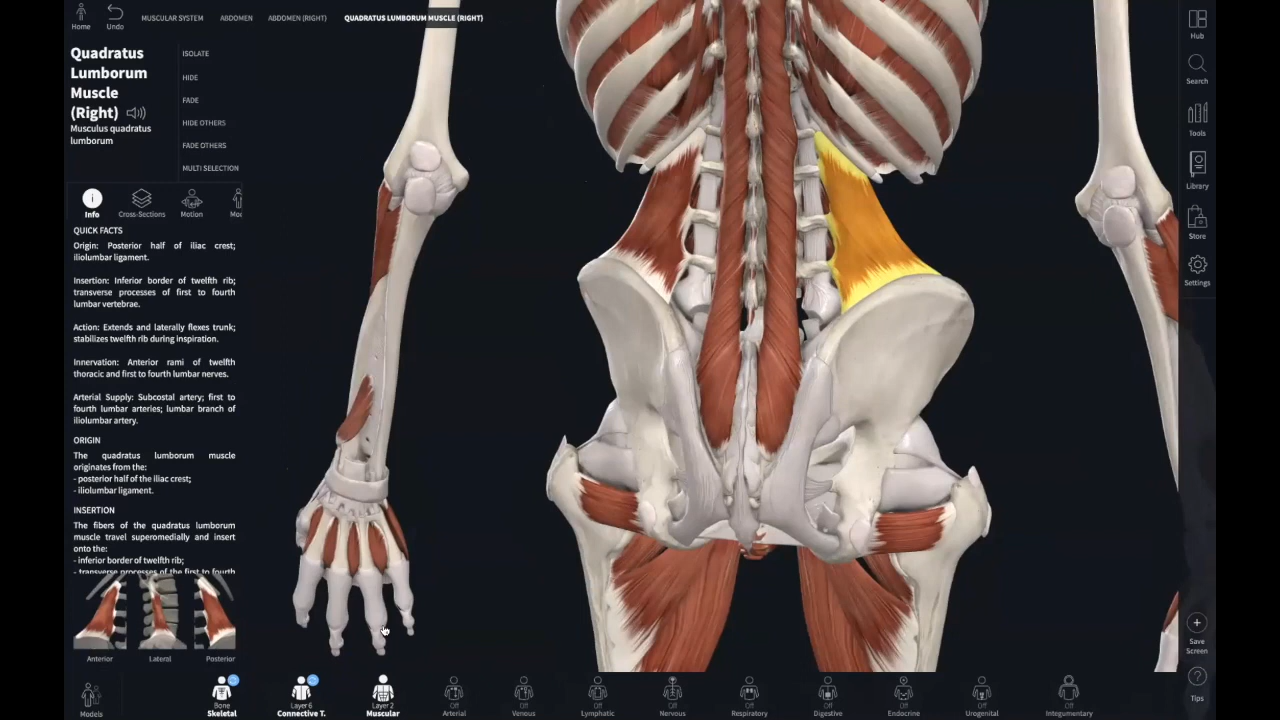 Home
Undo
MUSCULAR SYSTEM
ABDOMEN
ABDOMEN (RIGHT)
QUADRATUS LUMBORUM MUSCLE (RIGHT)
Quadratus
Lumborum
Muscle
(Right)
Musculus quadratus
lumborum
ISOLATE
HIDE
FADE
HIDE OTHERS
FADE OTHERS
MULTI SELECTION
Info
Cross-Sections
Motion
QUICK FACTS
Origin: Posterior half of iliac crest;
iliolumbar ligament.
Insertion: Inferior border of twelfth rib;
transverse processes of first to fourth
lumbar vertebrae.
Action: Extends and laterally flexes trunk;
stabilizes twelfth rib during inspiration.
Innervation: Anterior rami of twelfth
thoracic and first to fourth lumbar nerves.
Arterial Supply: Subcostal artery; first to
fourth lumbar arteries; lumbar branch of
iliolumbar artery.
ORIGIN
The quadratus lumborum muscle
originates from the:
- posterior half of the iliac crest;
- iliolumbar ligament.
INSERTION
The fibers of the quadratus lumborum
muscle travel superomedially and insert
onto the:
- inferior border of twelfth rib;
- transverse processes of the first to fourth
Anterior
Lateral
Posterior
Models
Bone
Skeletal
Layer 6
Connective T.
Layer 2
Muscular
Off
Arterial
Off
Venous
Off
Lymphatic
Off
Nervous
Off
Respiratory
Off
Digestive
Off
Endocrine
Off
Urogenital
Off
Integumentary
Hub
Search
Tools
Library
Store
Settings
Save
Screen
Tips